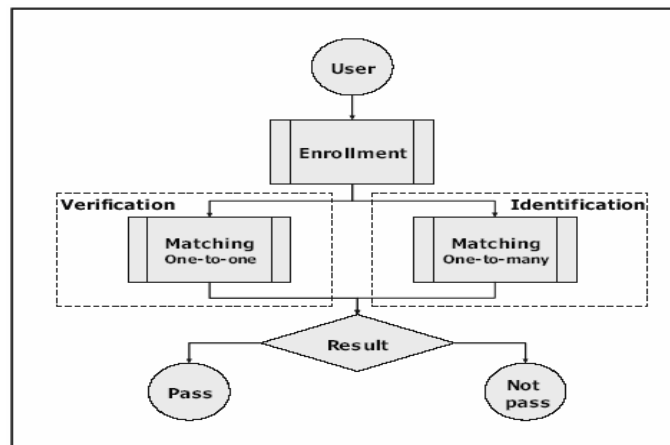 User
Enrollment
Verification
Identification
Matching
One-to-one
Matching
One-to-many
Result
Pass
Not
pass